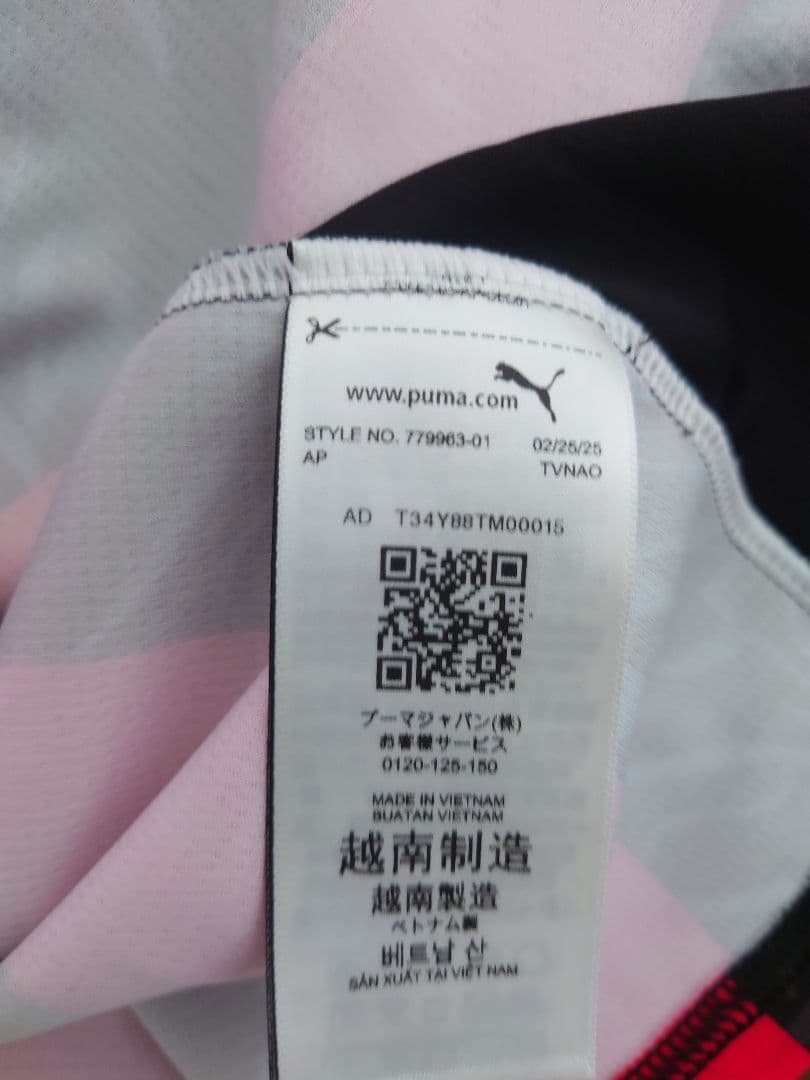 www.puma.com
STYLE NO. 779963-01 02/25/25
AP TVNAO
AD T34Y88TM00015
プーマジャパン(株)
お客様サービス
0120-125-150
MADE IN VIETNAM
BUATAN VIETNAM
越南制造
越南製造
ベトナム製
베트남 산
SẢN XUẤT TẠI VIỆT NAM